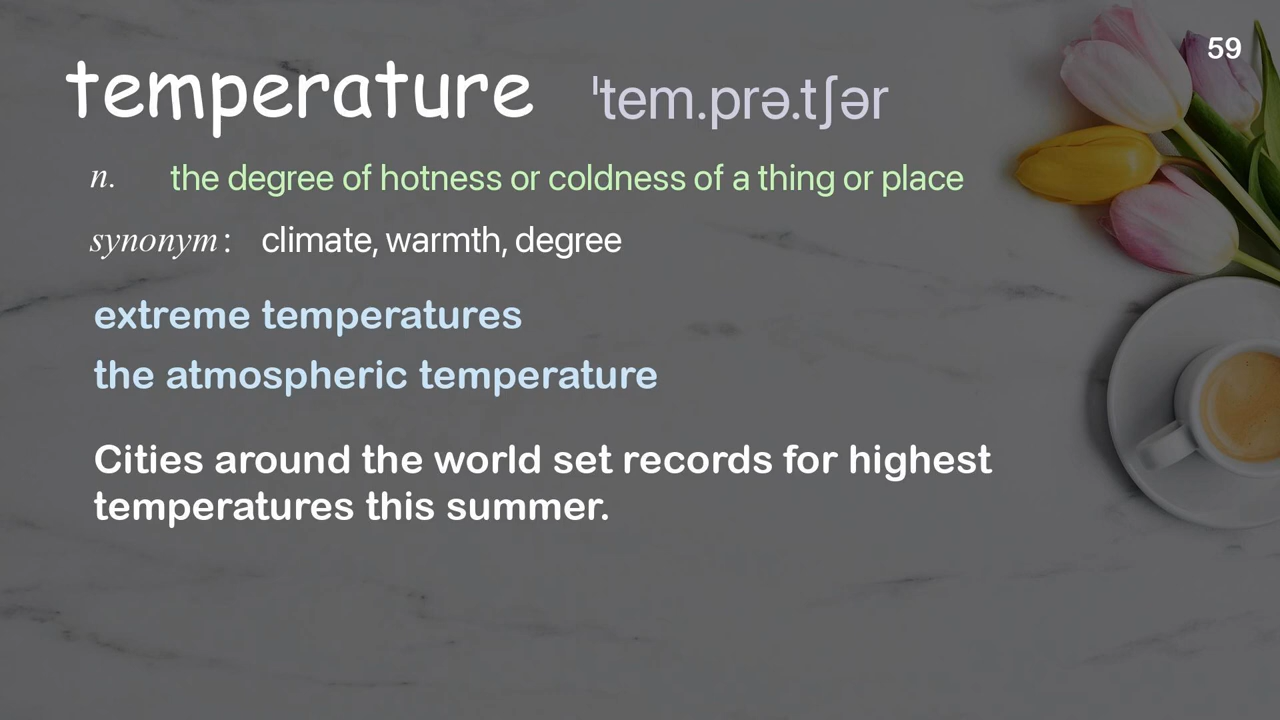 59
temperature ˈtem.prə.tʃər
n. the degree of hotness or coldness of a thing or place
synonym: climate, warmth, degree
extreme temperatures
the atmospheric temperature
Cities around the world set records for highest
temperatures this summer.